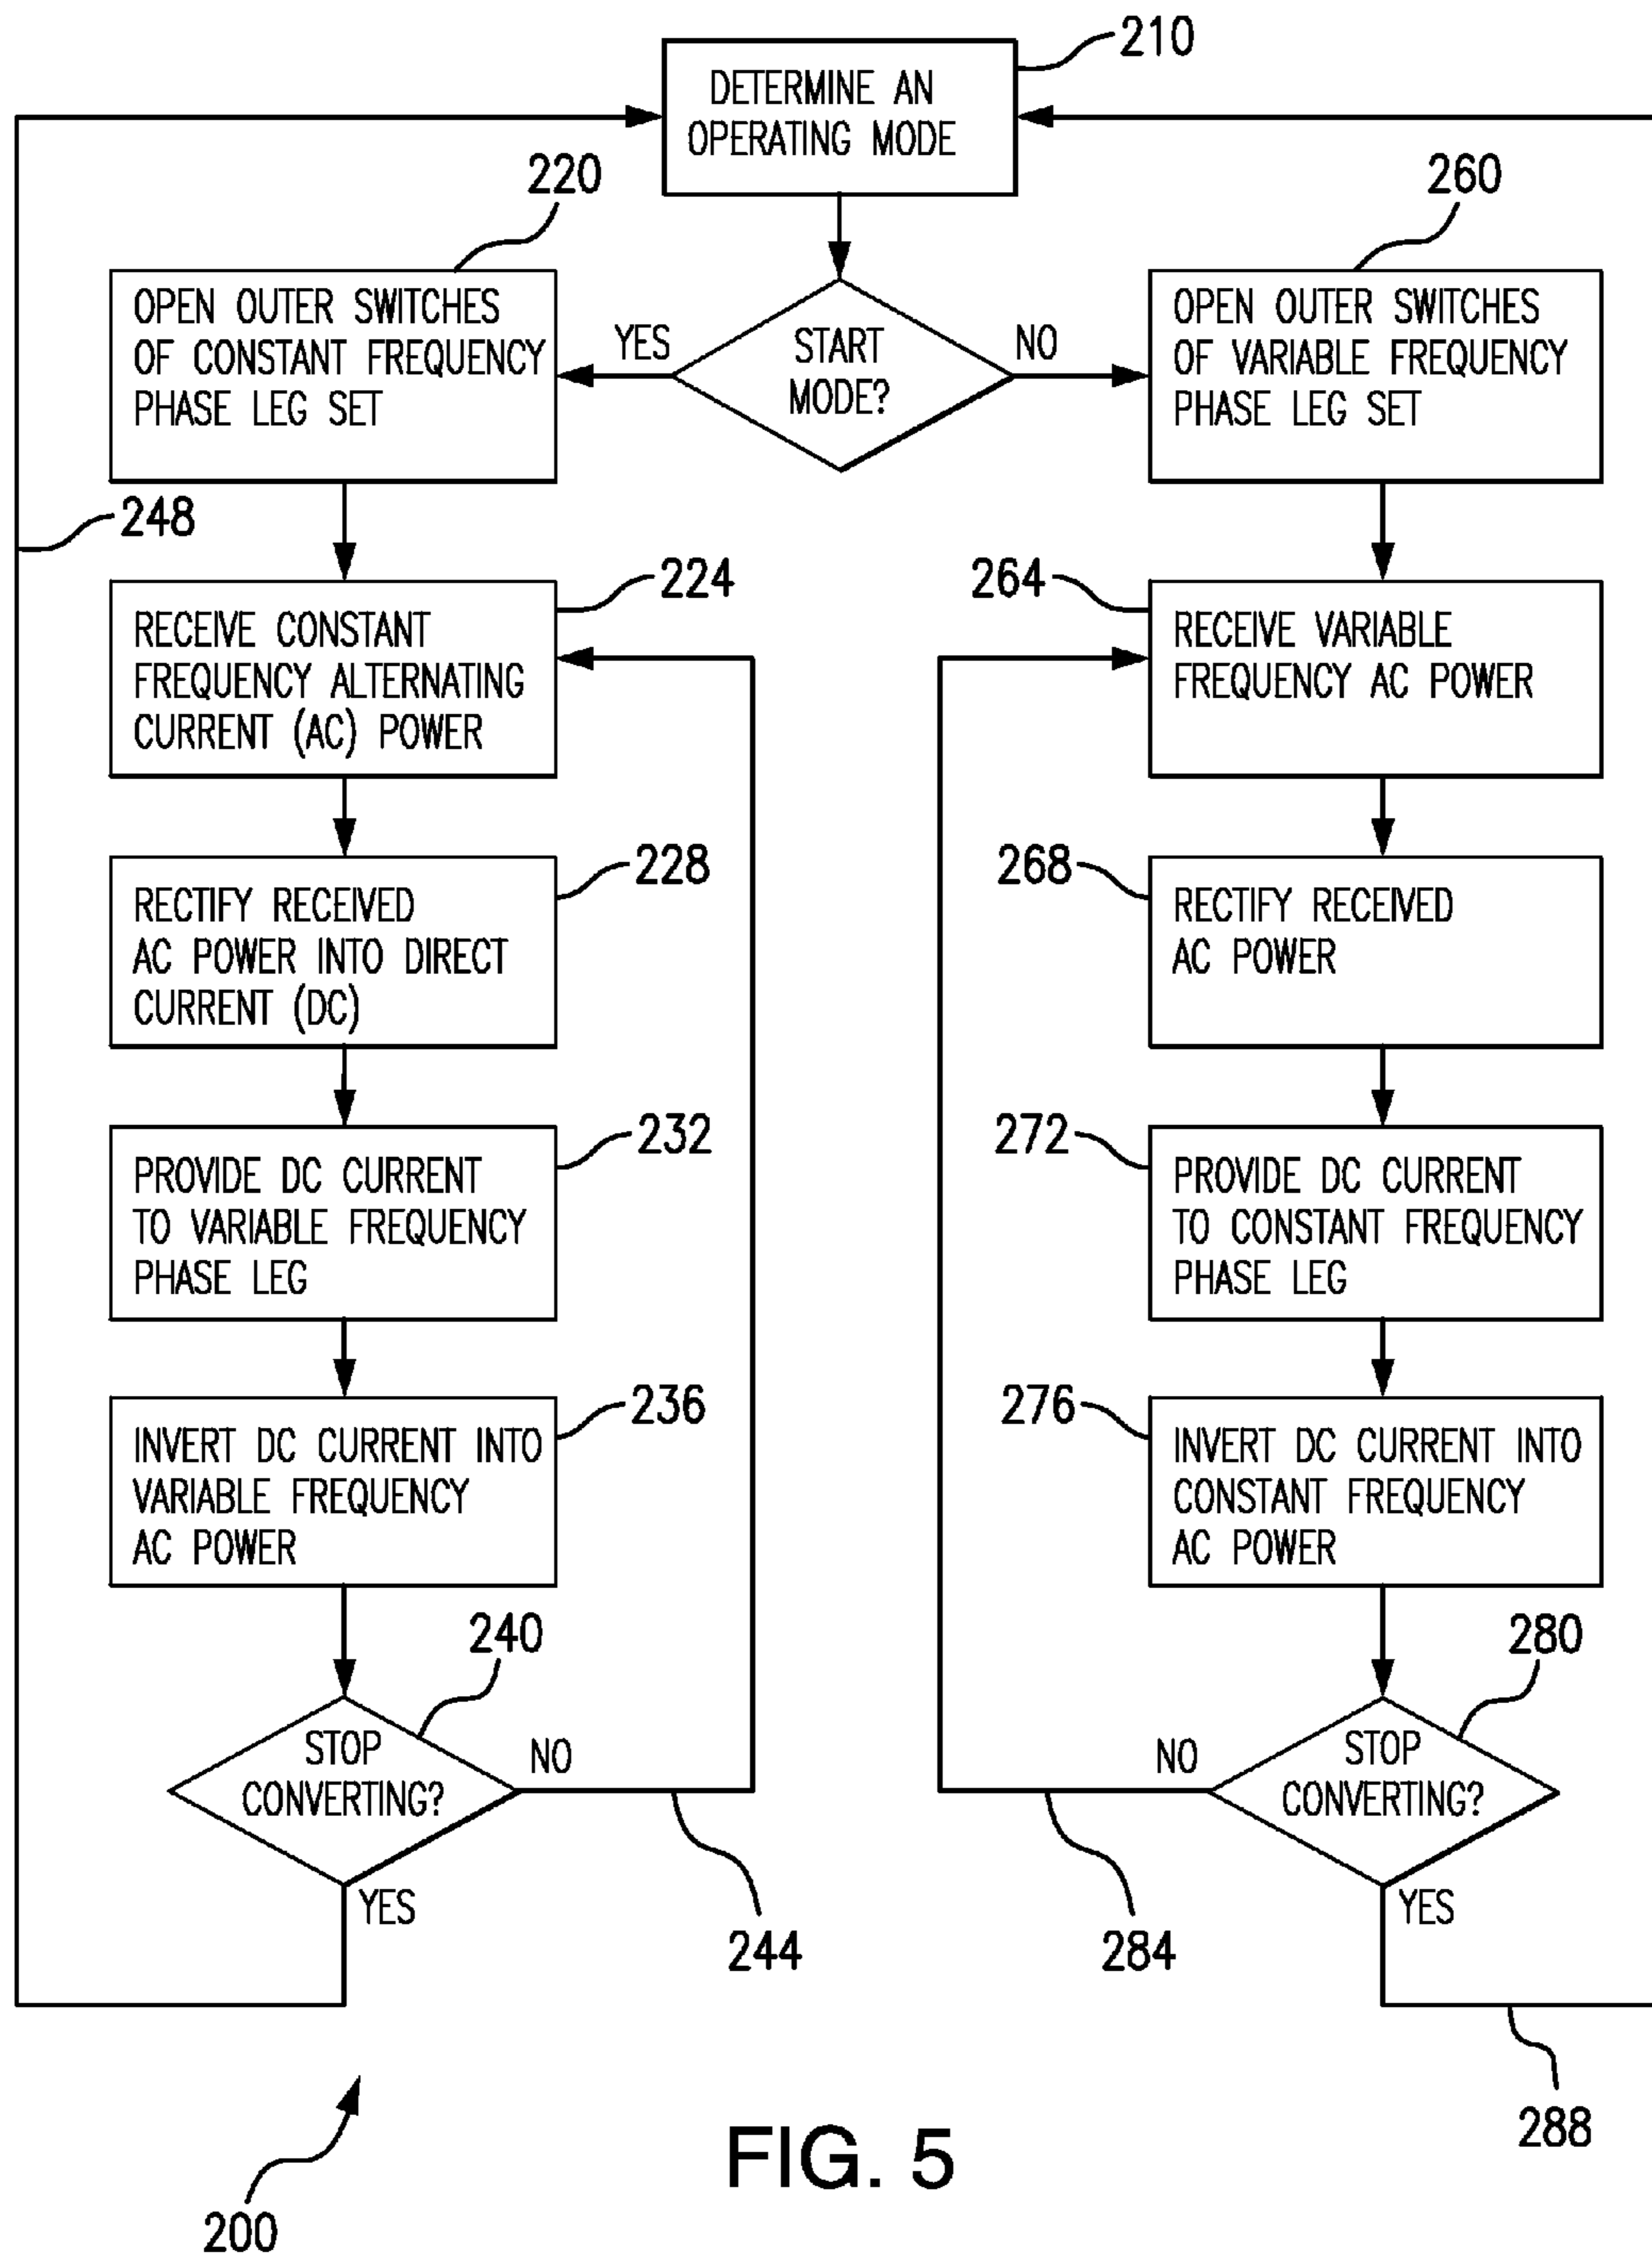 210
DETERMINE AN
OPERATING MODE
220
OPEN OUTER SWITCHES
OF CONSTANT FREQUENCY
PHASE LEG SET
YES
START
MODE?
NO
260
OPEN OUTER SWITCHES
OF VARIABLE FREQUENCY
PHASE LEG SET
248
224
RECEIVE CONSTANT
FREQUENCY ALTERNATING
CURRENT (AC) POWER
228
RECTIFY RECEIVED
AC POWER INTO DIRECT
CURRENT (DC)
232
PROVIDE DC CURRENT
TO VARIABLE FREQUENCY
PHASE LEG
236
INVERT DC CURRENT INTO
VARIABLE FREQUENCY
AC POWER
240
STOP
CONVERTING?
NO
YES
244
264
RECEIVE VARIABLE
FREQUENCY AC POWER
268
RECTIFY RECEIVED
AC POWER
272
PROVIDE DC CURRENT
TO CONSTANT FREQUENCY
PHASE LEG
276
INVERT DC CURRENT INTO
CONSTANT FREQUENCY
AC POWER
280
STOP
CONVERTING?
NO
YES
284
288
200
FIG. 5